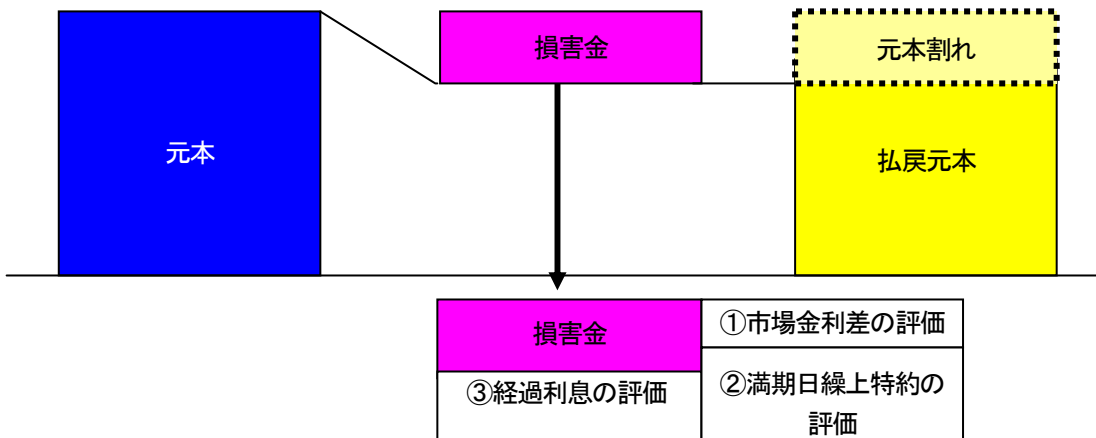 損害金
元本割れ
元本
払戻元本
損害金
①市場金利差の評価
③経過利息の評価
②満期日繰上特約の
評価